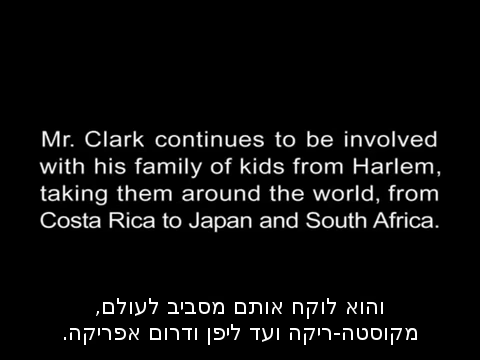 Mr. Clark continues to be involved
with his family of kids from Harlem,
taking them around the world, from
Costa Rica to Japan and South Africa.
והוא לוקח אותם מסביב לעולם,
מקוסטה-ריקה ועד ליפן ודרום אפריקה.